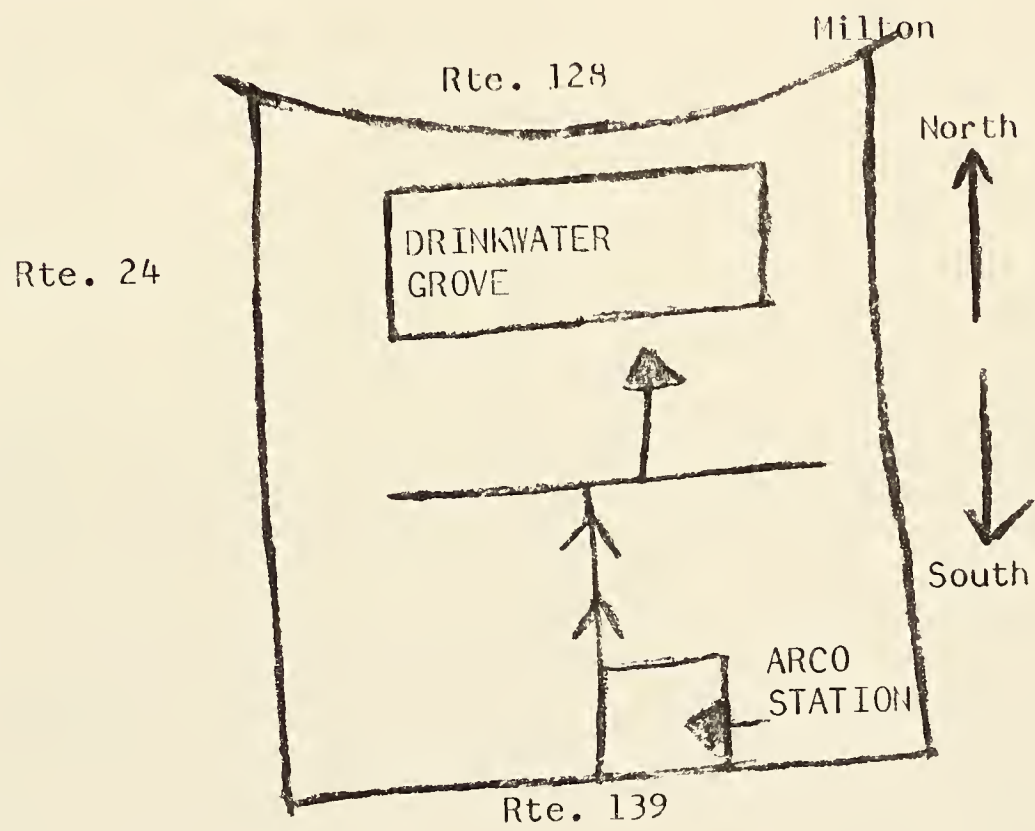 Milton
Rte. 128
North
DRINKWATER
GROVE
Rte. 24
South
ARCO
STATION
Rte. 139